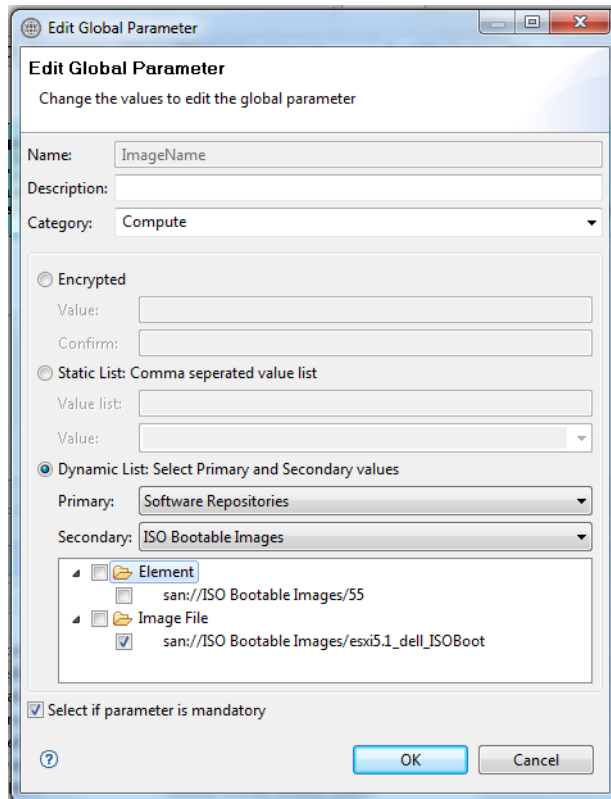 Edit Global Parameter
Edit Global Parameter
Change the values to edit the global parameter
Name: ImageName
Description:
Category: Compute
Encrypted
Value:
Confirm:
Static List: Comma seperated value list
Value list:
Value:
Dynamic List: Select Primary and Secondary values
Primary: Software Repositories
Secondary: ISO Bootable Images
Element
san://ISO Bootable Images/55
Image File
san://ISO Bootable Images/esxi5.1_dell_ISOBoot
Select if parameter is mandatory
? OK Cancel